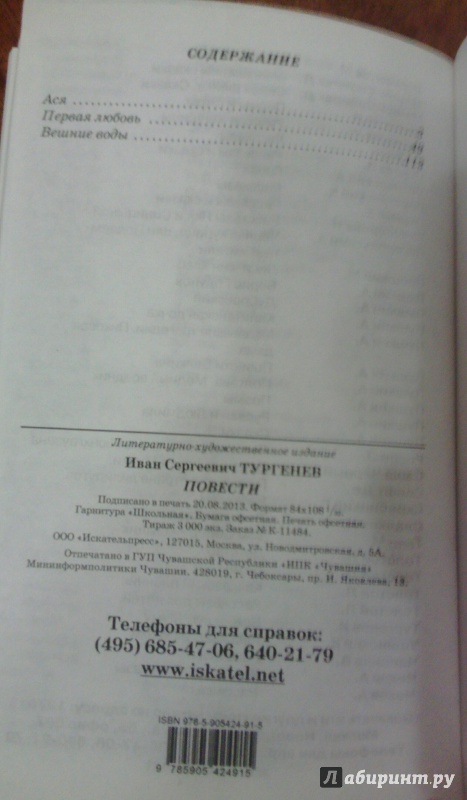 СОДЕРЖАНИЕ
Ася
Первая любовь 49
Вешние воды 113
Литературно-художественное издание
Иван Сергеевич ТУРГЕНЕВ
ПОВЕСТИ
Подписано в печать 20.08.2013. Формат 84х108
Гарнитура «Школьная». Бумага офсетная. Печать офсетная.
Тираж 3 000 экз. Заказ № К-11484.
ООО «Искательпресс», 127015, Москва, ул. Новодмитровская, д. 5А.
Отпечатано в ГУП Чувашской Республики «ИПК «Чувашия»
Мининформполитики Чувашии, 428019, г. Чебоксары, пр. И. Яковлева, 13.
Телефоны для справок:
(495) 685-47-06, 640-21-79
www.iskatel.net
ISBN 978-5-905424-91-5
9 785905 424915
Лабиринт.ру